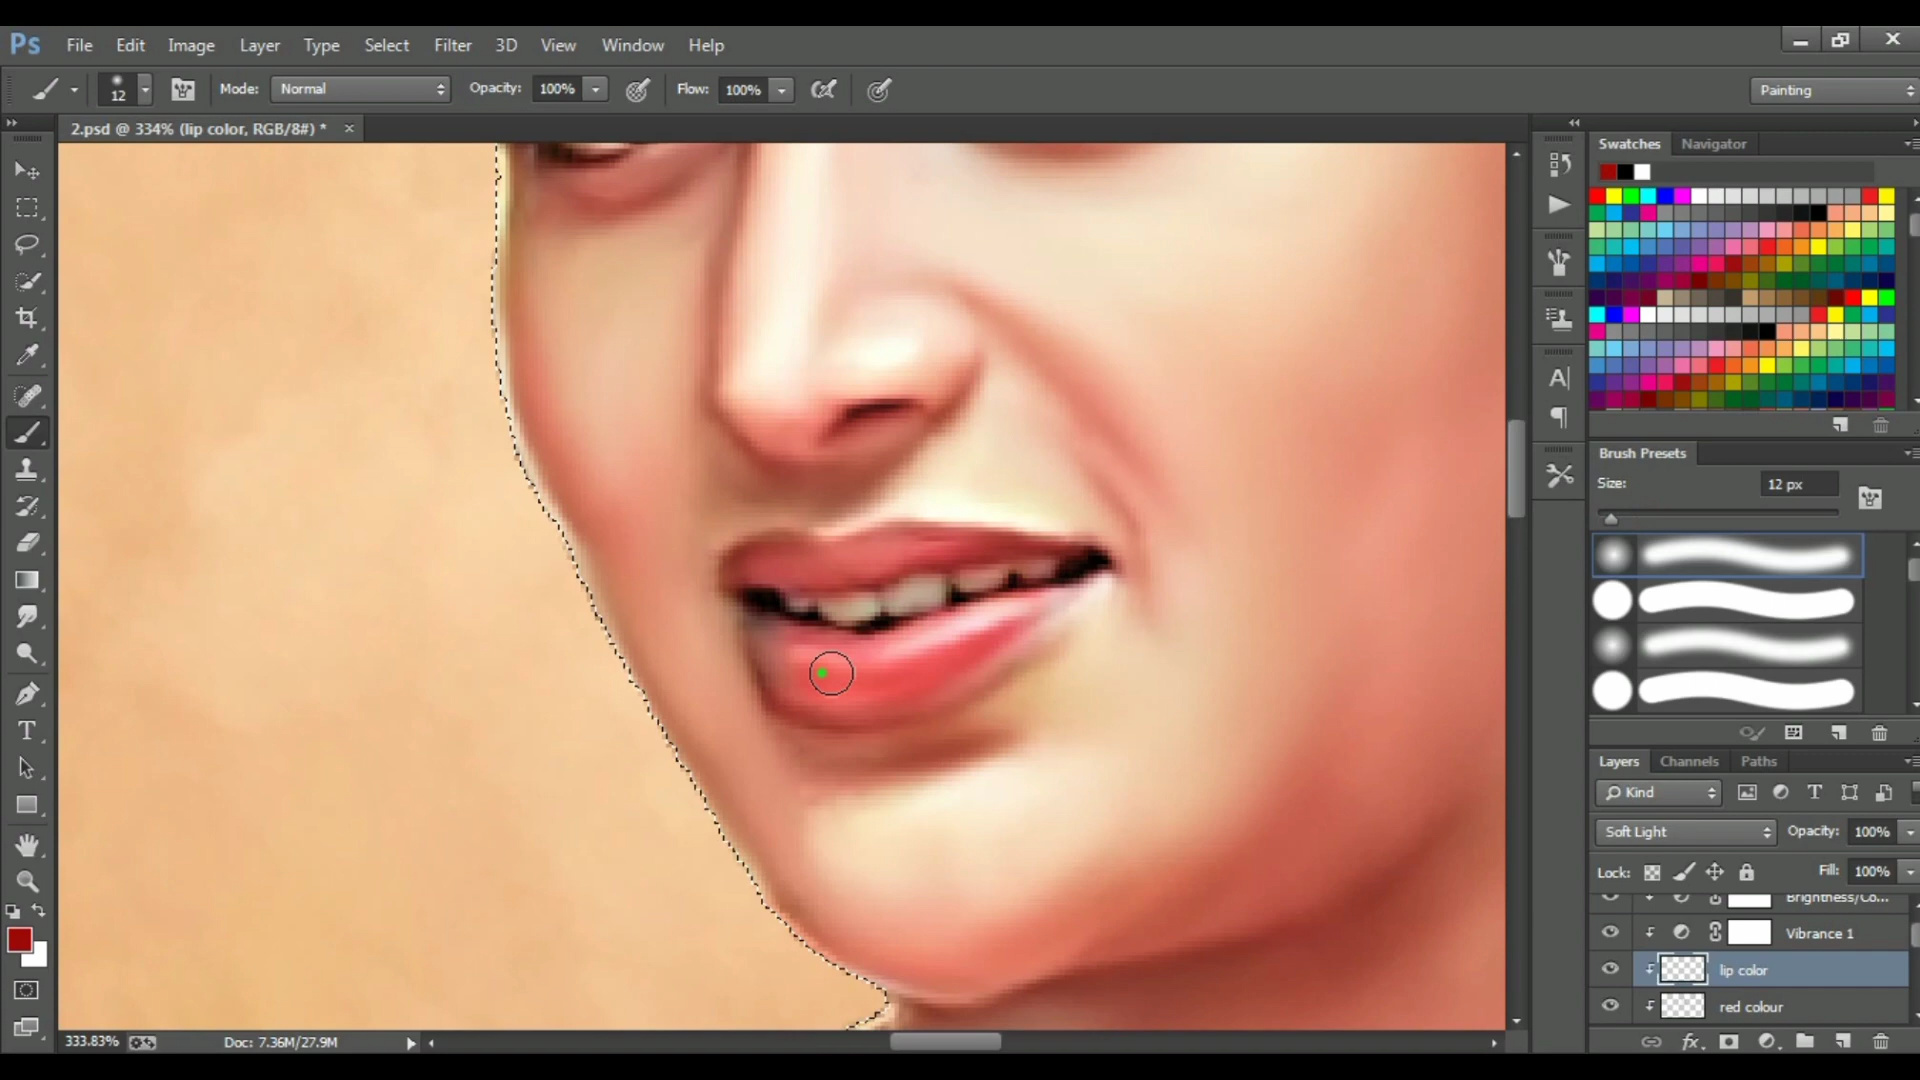 Ps File Edit Image Layer Type Select Filter 3D View Window Help
12 Mode: Normal Opacity: 100% Flow: 100% Painting
2.psd @ 334% (lip color, RGB/8#) *
Swatches Navigator
Brush Presets
Size: 12 px
Layers Channels Paths
Kind
Soft Light Opacity: 100%
Lock: Fill: 100%
Brightness/Co...
Vibrance 1
lip color
red colour
333.83% Doc: 7.36M/27.9M